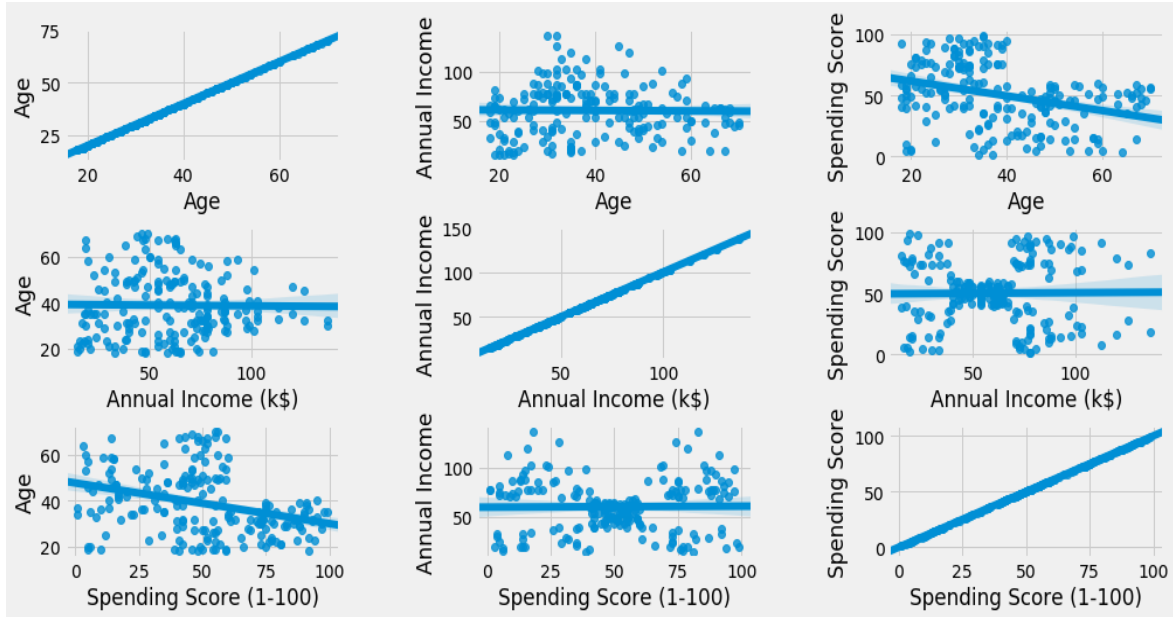 Age
75
50
25
20 40 60
Age
Annual Income
100
50
20 40 60
Age
Spending Score
100
50
0
20 40 60
Age
Age
60
40
20
50 100
Annual Income (k$)
Annual Income
150
100
50
50 100
Annual Income (k$)
Spending Score
100
50
0
50 100
Annual Income (k$)
Age
60
40
20
0 25 50 75 100
Spending Score (1-100)
Annual Income
100
50
0 25 50 75 100
Spending Score (1-100)
Spending Score
100
50
0
0 25 50 75 100
Spending Score (1-100)